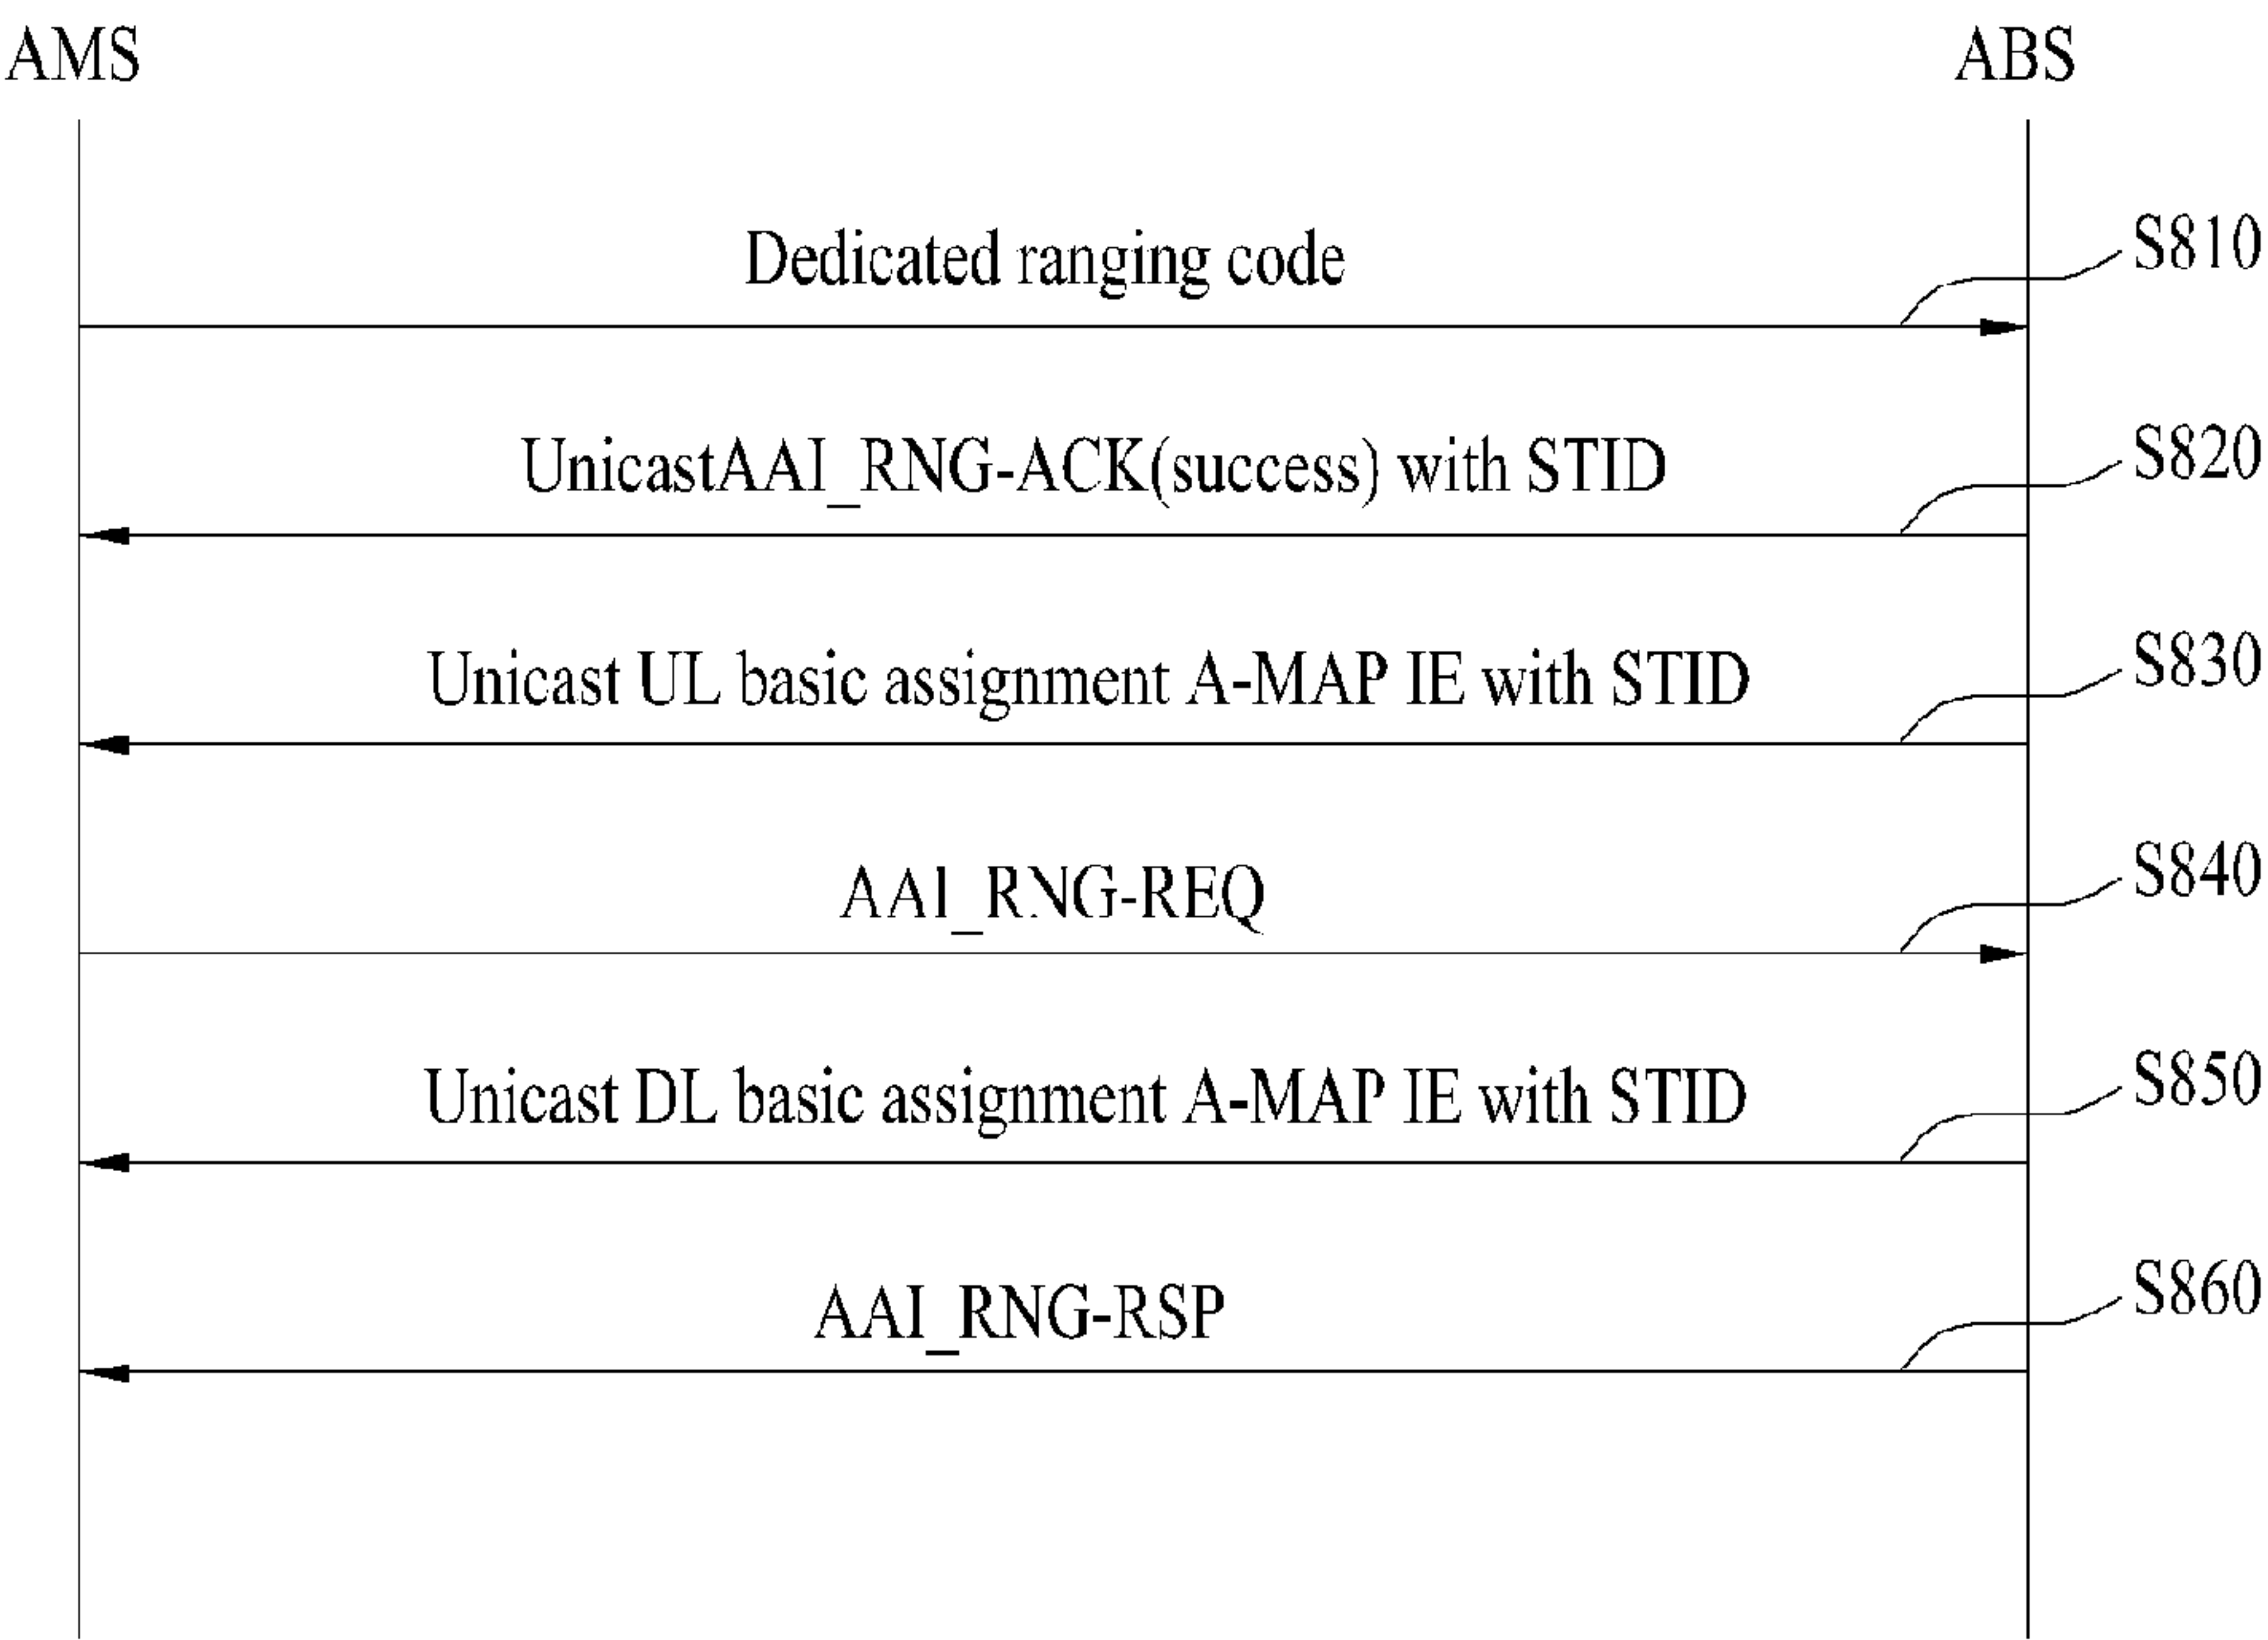 AMS ABS
Dedicated ranging code S810
UnicastAAI_RNG-ACK(success) with STID S820
Unicast UL basic assignment A-MAP IE with STID S830
AAI_RNG-REQ S840
Unicast DL basic assignment A-MAP IE with STID S850
AAI_RNG-RSP S860